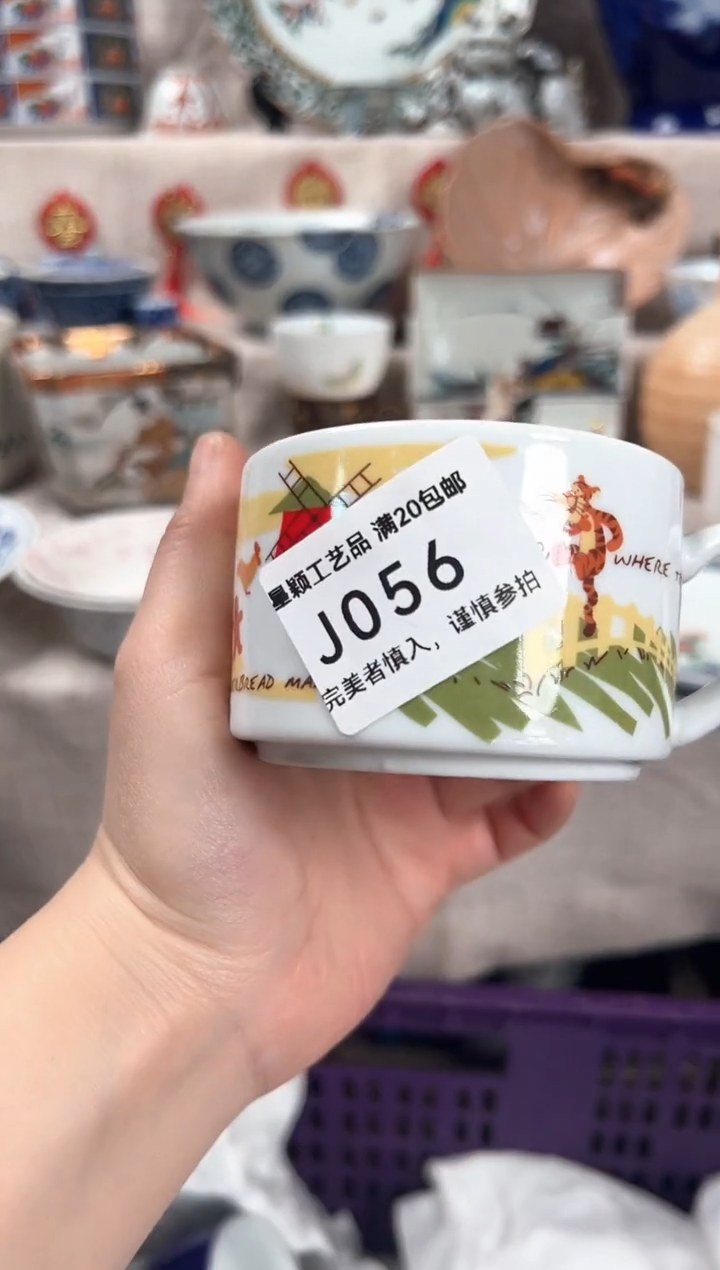 星颖工艺品 满20包邮
J056
完美者慎入，谨慎参拍
WHERE
BREAD MA